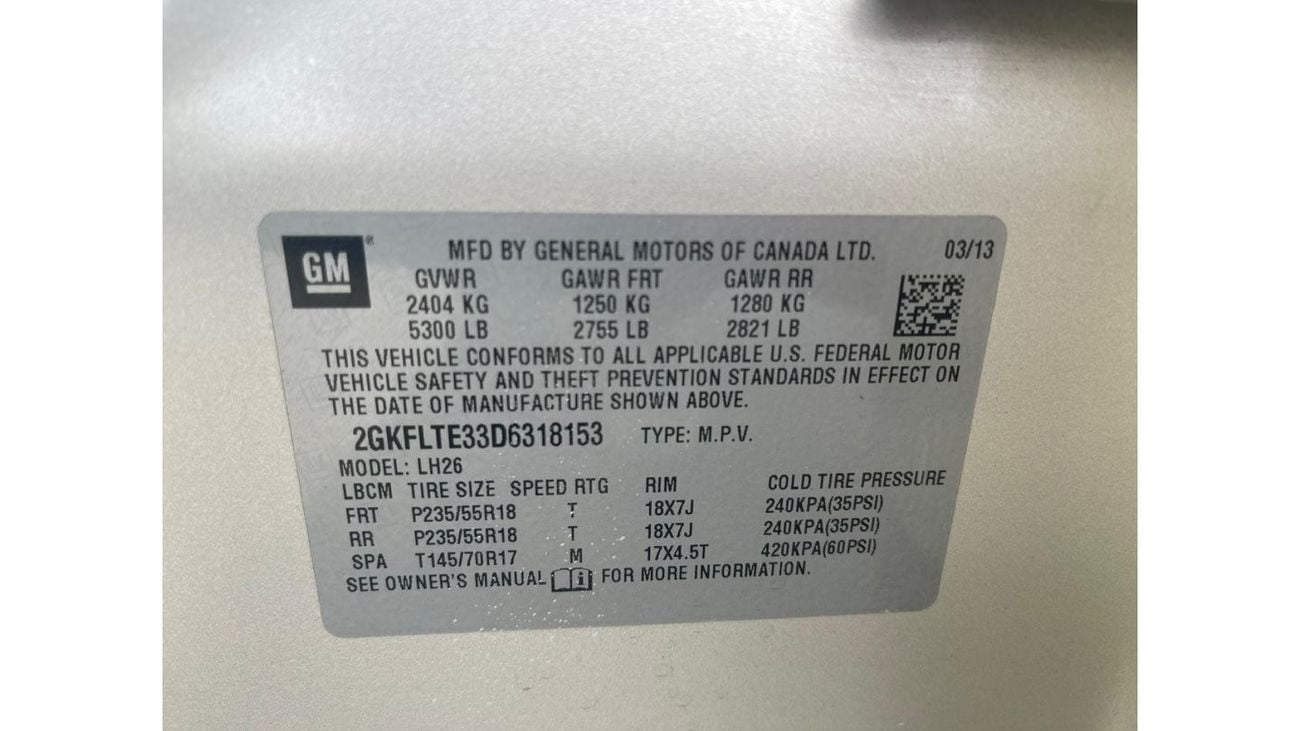 GM
MFD BY GENERAL MOTORS OF CANADA LTD. 03/13
GVWR GAWR FRT GAWR RR
2404 KG 1250 KG 1280 KG
5300 LB 2755 LB 2821 LB
THIS VEHICLE CONFORMS TO ALL APPLICABLE U.S. FEDERAL MOTOR
VEHICLE SAFETY AND THEFT PREVENTION STANDARDS IN EFFECT ON
THE DATE OF MANUFACTURE SHOWN ABOVE.
2GKFLTE33D6318153 TYPE: M.P.V.
MODEL: LH26
LBCM TIRE SIZE SPEED RTG RIM COLD TIRE PRESSURE
FRT P235/55R18 T 18X7J 240KPA(35PSI)
RR P235/55R18 T 18X7J 240KPA(35PSI)
SPA T145/70R17 M 17X4.5T 420KPA(60PSI)
SEE OWNER'S MANUAL FOR MORE INFORMATION.